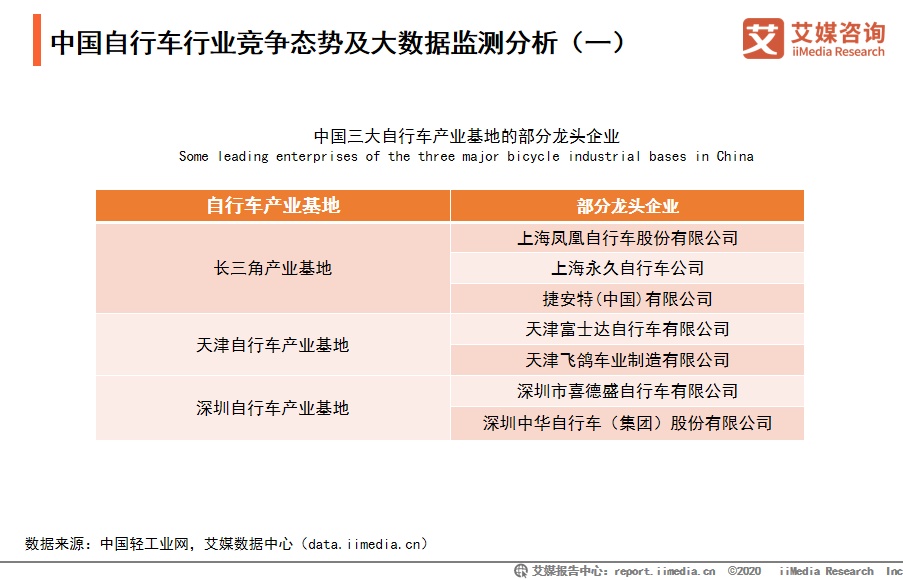 中国自行车行业竞争态势及大数据监测分析（一）
艾 艾媒咨询
iiMedia Research
中国三大自行车产业基地的部分龙头企业
Some leading enterprises of the three major bicycle industrial bases in China
自行车产业基地 部分龙头企业
长三角产业基地
上海凤凰自行车股份有限公司
上海永久自行车公司
捷安特(中国)有限公司
天津自行车产业基地
天津富士达自行车有限公司
天津飞鸽车业制造有限公司
深圳自行车产业基地
深圳市喜德盛自行车有限公司
深圳中华自行车（集团）股份有限公司
数据来源：中国轻工业网，艾媒数据中心（data.iimedia.cn）
艾媒报告中心：report.iimedia.cn ©2020 iiMedia Research Inc